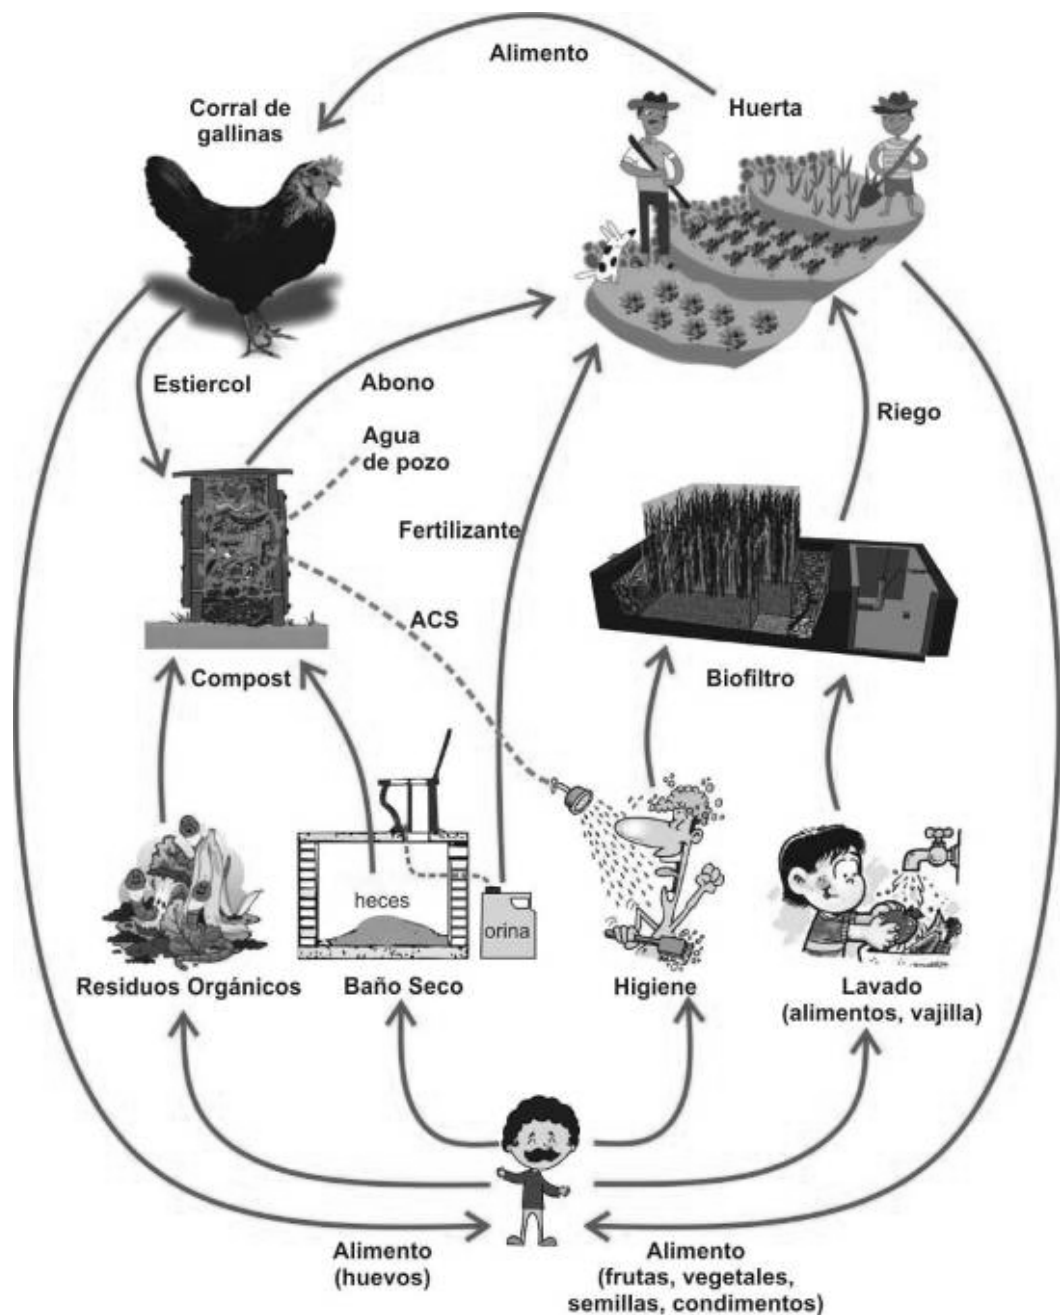 Alimento
Huerta
Corral de
gallinas
Estiercol
Abono
Agua
de pozo
Riego
Fertilizante
ACS
Compost
Biofiltro
heces
orina
Residuos Orgánicos
Baño Seco
Higiene
Lavado
(alimentos, vajilla)
Alimento
(huevos)
Alimento
(frutas, vegetales,
semillas, condimentos)